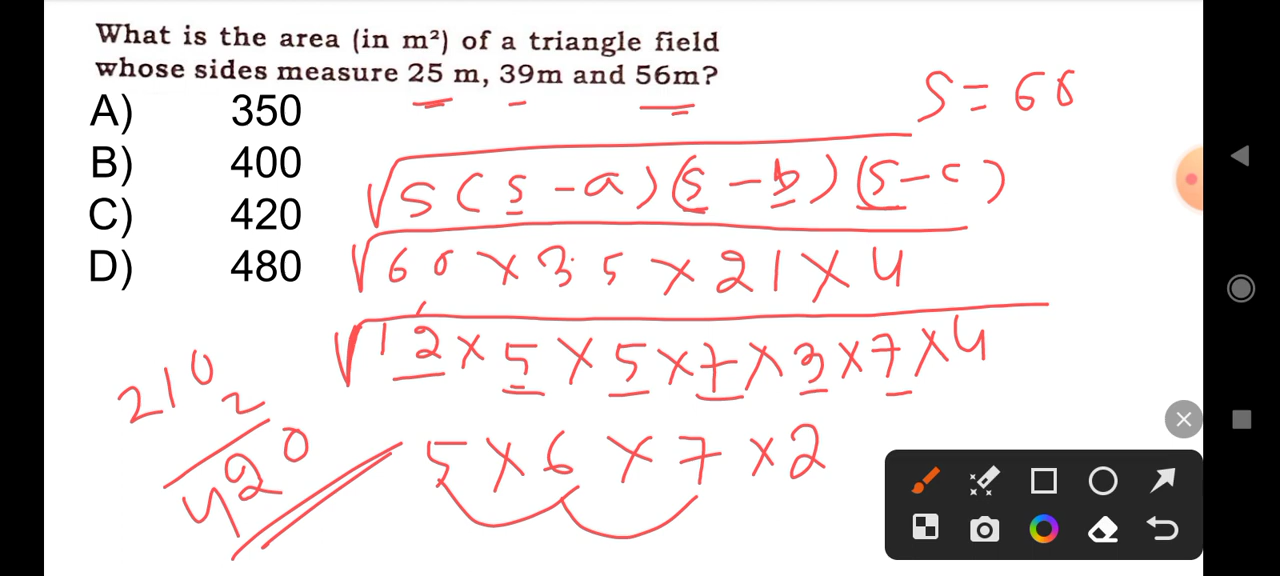 What is the area (in m²) of a triangle field
whose sides measure 25 m, 39m and 56m?
A) 350
B) 400
C) 420
D) 480
S = 60
√S(s-a)(s-b)(s-c)
√60 × 35 × 21 × 4
√12 × 5 × 5 × 7 × 3 × 7 × 4
5 × 6 × 7 × 2
210
2
420